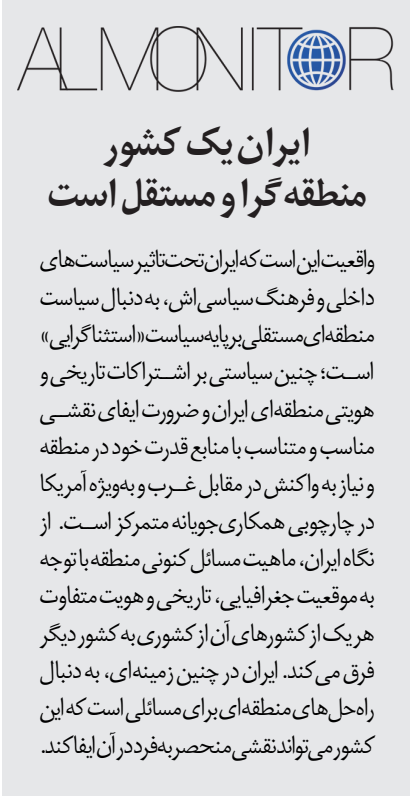 ALMONITOR
ایران یک کشور
منطقه‌گرا و مستقل است
واقعیت این است که ایران تحت‌تاثیر سیاست‌های
داخلی و فرهنگ سیاسی‌اش، به دنبال سیاست
منطقه‌ای مستقلی بر پایه سیاست «استثناگرایی»
است؛ چنین سیاستی بر اشتراکات تاریخی و
هویتی منطقه‌ای ایران و ضرورت ایفای نقشی
مناسب و متناسب با منابع قدرت خود در منطقه
و نیاز به واکنش در مقابل غرب و به‌ویژه آمریکا
در چارچوبی همکاری‌جویانه متمرکز است. از
نگاه ایران، ماهیت مسائل کنونی منطقه با توجه
به موقعیت جغرافیایی، تاریخی و هویت متفاوت
هر یک از کشورهای آن از کشوری به کشور دیگر
فرق می‌کند. ایران در چنین زمینه‌ای، به دنبال
راه‌حل‌های منطقه‌ای برای مسائلی است که این
کشور می‌تواند نقشی منحصربه‌فرد در آن ایفا کند.